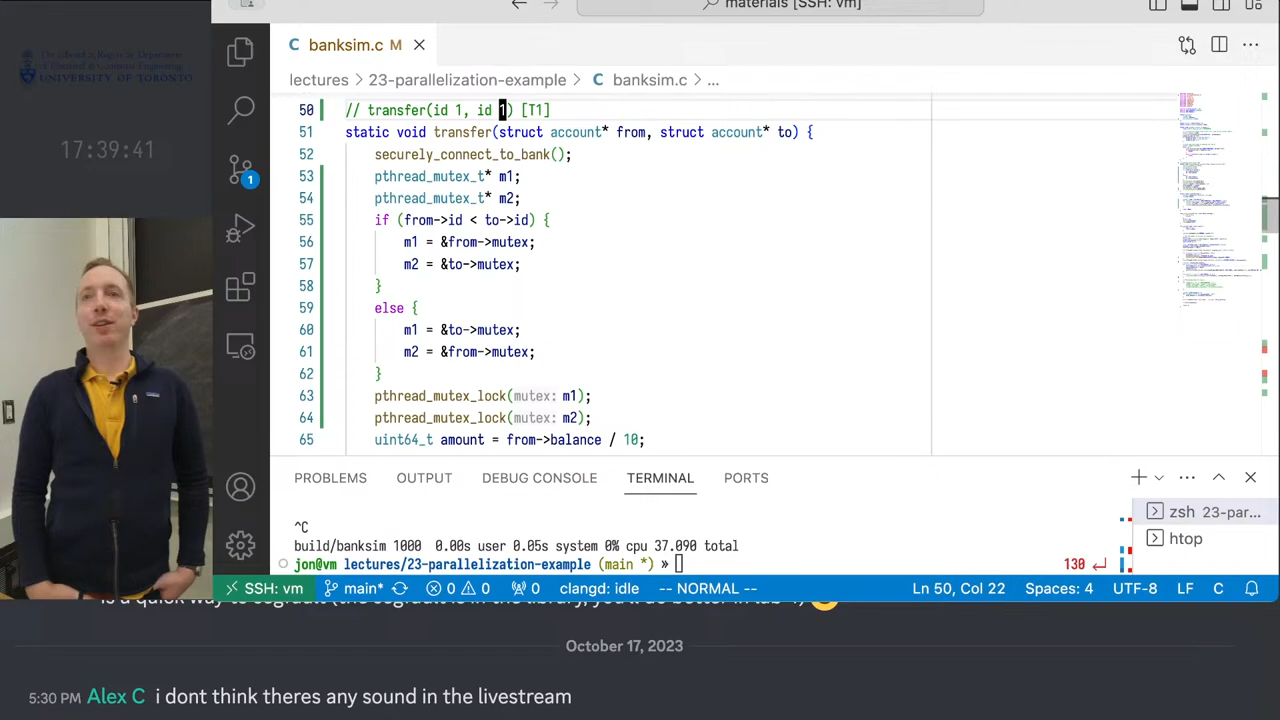 materials [SSH: vm]
UNIVERSITY OF TORONTO
17:39:41
C banksim.c M
lectures > 23-parallelization-example > C banksim.c > ...
50 // transfer(id 1, id 1) [T1]
51 static void transfer(struct account* from, struct account* to) {
52 securely_connect_to_bank();
53 pthread_mutex_t* m1;
54 pthread_mutex_t* m2;
55 if (from->id < to->id) {
56 m1 = &from->mutex;
57 m2 = &to->mutex;
58 }
59 else {
60 m1 = &to->mutex;
61 m2 = &from->mutex;
62 }
63 pthread_mutex_lock(mutex: m1);
64 pthread_mutex_lock(mutex: m2);
65 uint64_t amount = from->balance / 10;
1
PROBLEMS OUTPUT DEBUG CONSOLE TERMINAL PORTS
zsh 23-par...
htop
^C
build/banksim 1000 0.00s user 0.05s system 0% cpu 37.090 total
jon@vm lectures/23-parallelization-example (main *) » 130 ↵
SSH: vm main* 0 0 0 clangd: idle -- NORMAL -- Ln 50, Col 22 Spaces: 4 UTF-8 LF C
October 17, 2023
5:30 PM Alex C i dont think theres any sound in the livestream